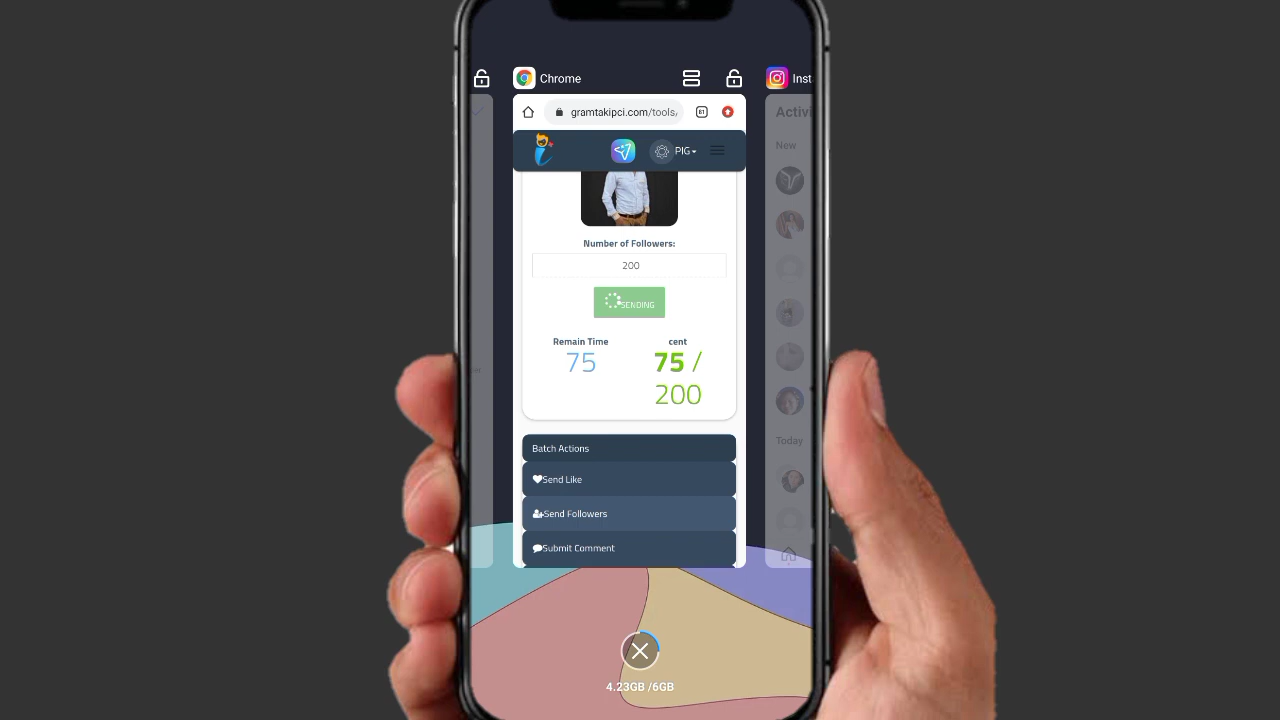 Chrome
Inst
gramtakipci.com/tools/
81
PIG
Activi
New
Number of Followers:
200
SENDING
Remain Time
cent
75
75 /
200
Today
Batch Actions
Send Like
Send Followers
Submit Comment
4.23GB /6GB